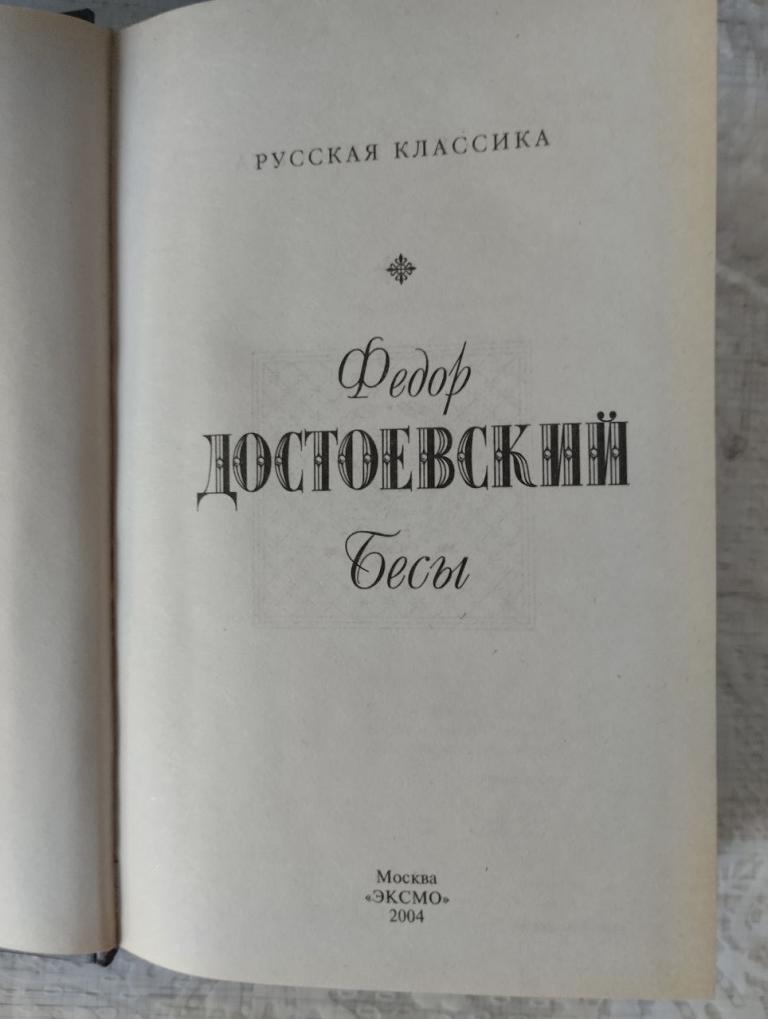 РУССКАЯ КЛАССИКА
Федор
ДОСТОЕВСКИЙ
Бесы
Москва
«ЭКСМО»
2004